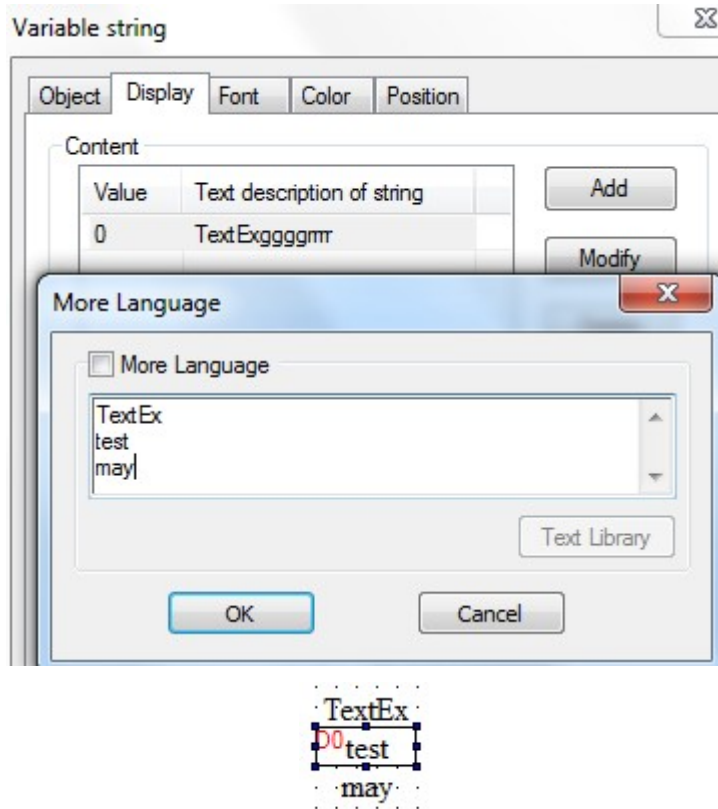 Variable string
Object Display Font Color Position
Content
Value Text description of string
Add
0 TextExggggrrrr
Modify
More Language
More Language
TextEx
test
may
Text Library
OK Cancel
TextEx
D0 test
may